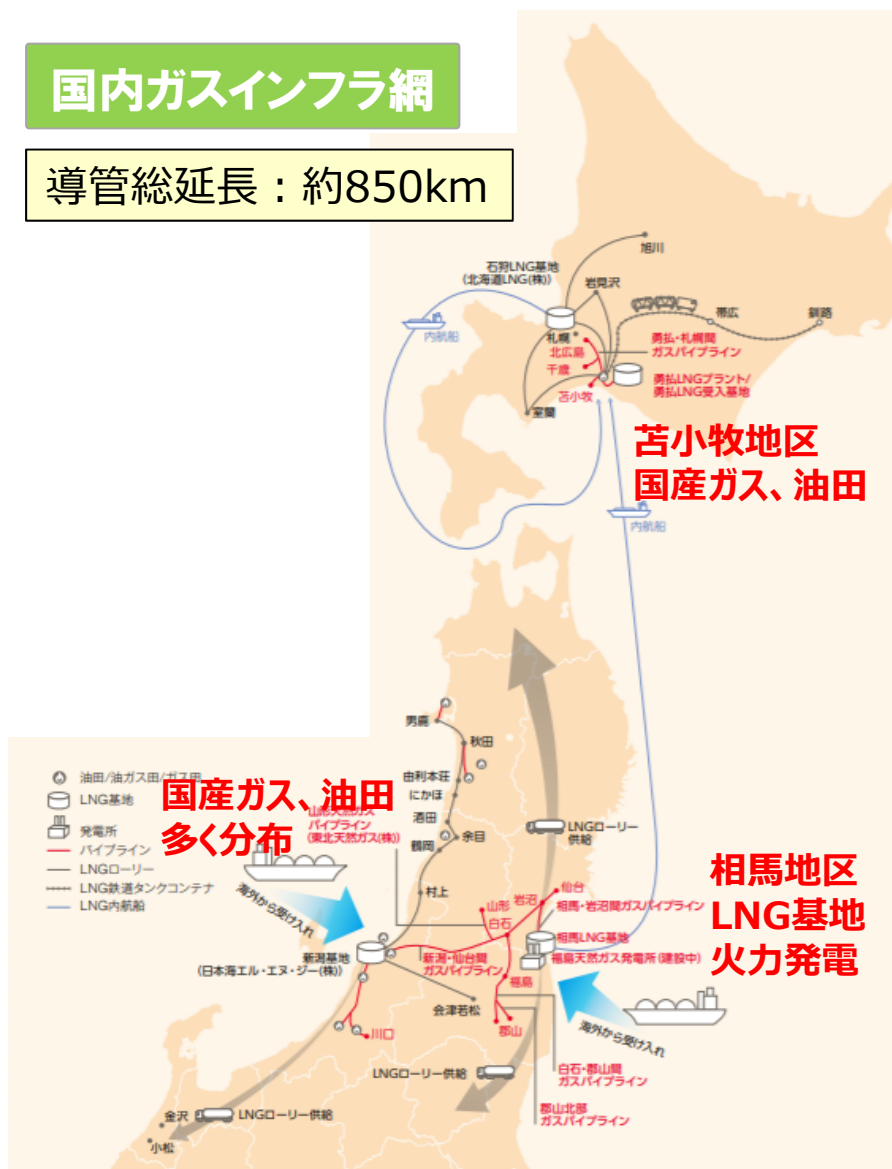 国内ガスインフラ網
導管総延長：約850km
旭川
石狩LNG基地
(北海道LNG(株))
岩見沢
内航船
帯広
釧路
札幌
北広島
千歳
勇払・札幌間
ガスパイプライン
苫小牧
勇払LNGプラント/
勇払LNG受入基地
室蘭
苫小牧地区
国産ガス、油田
内航船
男鹿
秋田
油田/油ガス田/ガス田
LNG基地
発電所
パイプライン
LNGローリー
LNG鉄道タンクコンテナ
LNG内航船
国産ガス、油田
多く分布
由利本荘
にかほ
山形天然ガス
パイプライン
(東北天然ガス(株))
酒田
余目
鶴岡
LNGローリー
供給
村上
海外から受け入れ
相馬地区
LNG基地
火力発電
仙台
岩沼
山形
白石
相馬・岩沼間ガスパイプライン
相馬LNG基地
福島天然ガス発電所(建設中)
新潟基地
(日本海エル・エヌ・ジー(株))
新潟・仙台間
ガスパイプライン
福島
会津若松
郡山
川口
海外から受け入れ
LNGローリー供給
白石・郡山間
ガスパイプライン
郡山北部
ガスパイプライン
金沢
LNGローリー供給
小松